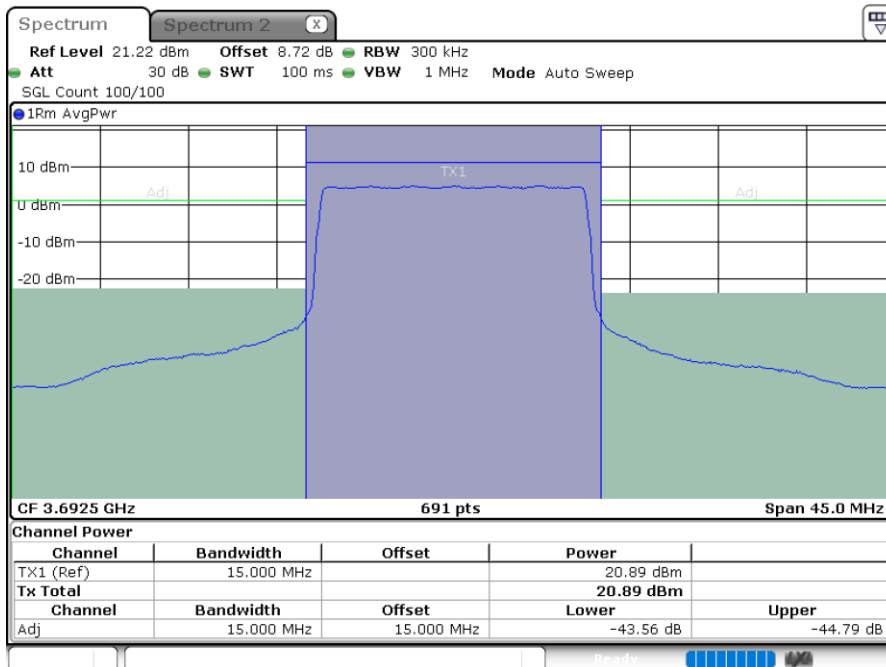 Spectrum Spectrum 2 X
Ref Level 21.22 dBm Offset 8.72 dB RBW 300 kHz
Att 30 dB SWT 100 ms VBW 1 MHz Mode Auto Sweep
SGL Count 100/100
1Rm AvgPwr
10 dBm
TX1
Adj Adj
0 dBm
-10 dBm
-20 dBm
CF 3.6925 GHz 691 pts Span 45.0 MHz
Channel Power
Channel Bandwidth Offset Power
TX1 (Ref) 15.000 MHz 20.89 dBm
Tx Total 20.89 dBm
Channel Bandwidth Offset Lower Upper
Adj 15.000 MHz 15.000 MHz -43.56 dB -44.79 dB
Ready